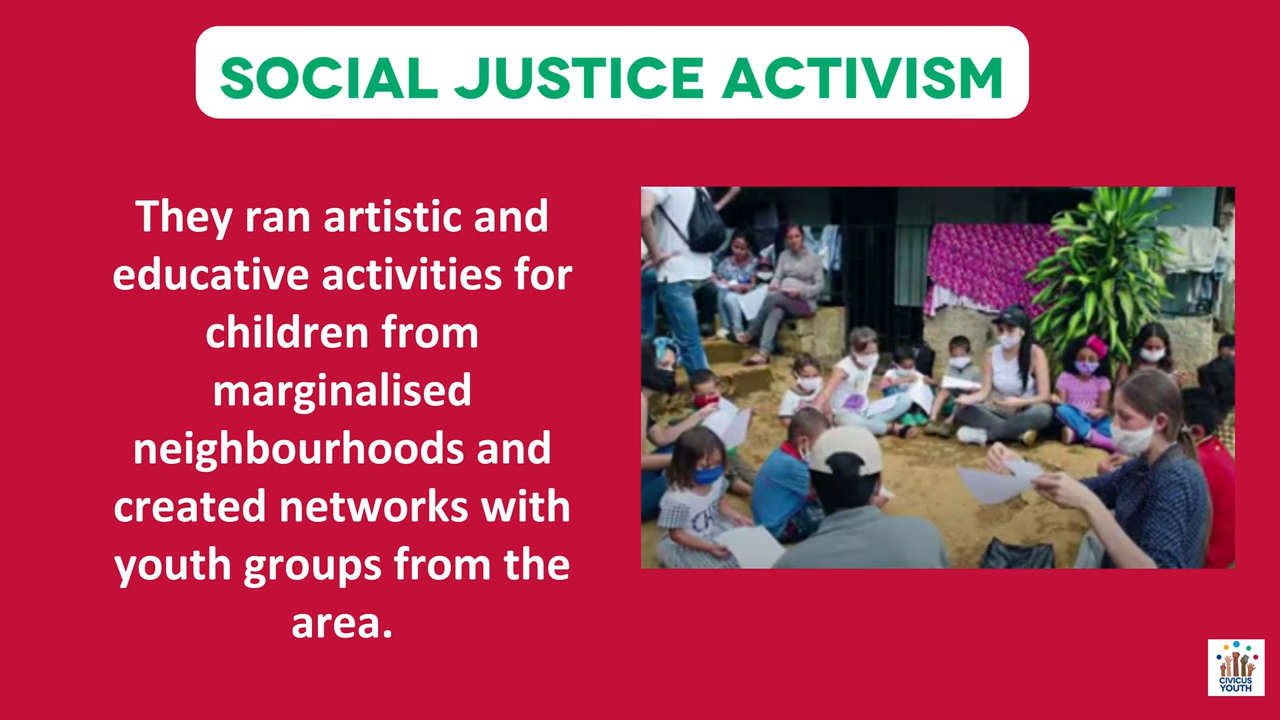 SOCIAL JUSTICE ACTIVISM
They ran artistic and
educative activities for
children from
marginalised
neighbourhoods and
created networks with
youth groups from the
area.
CIVICUS
YOUTH